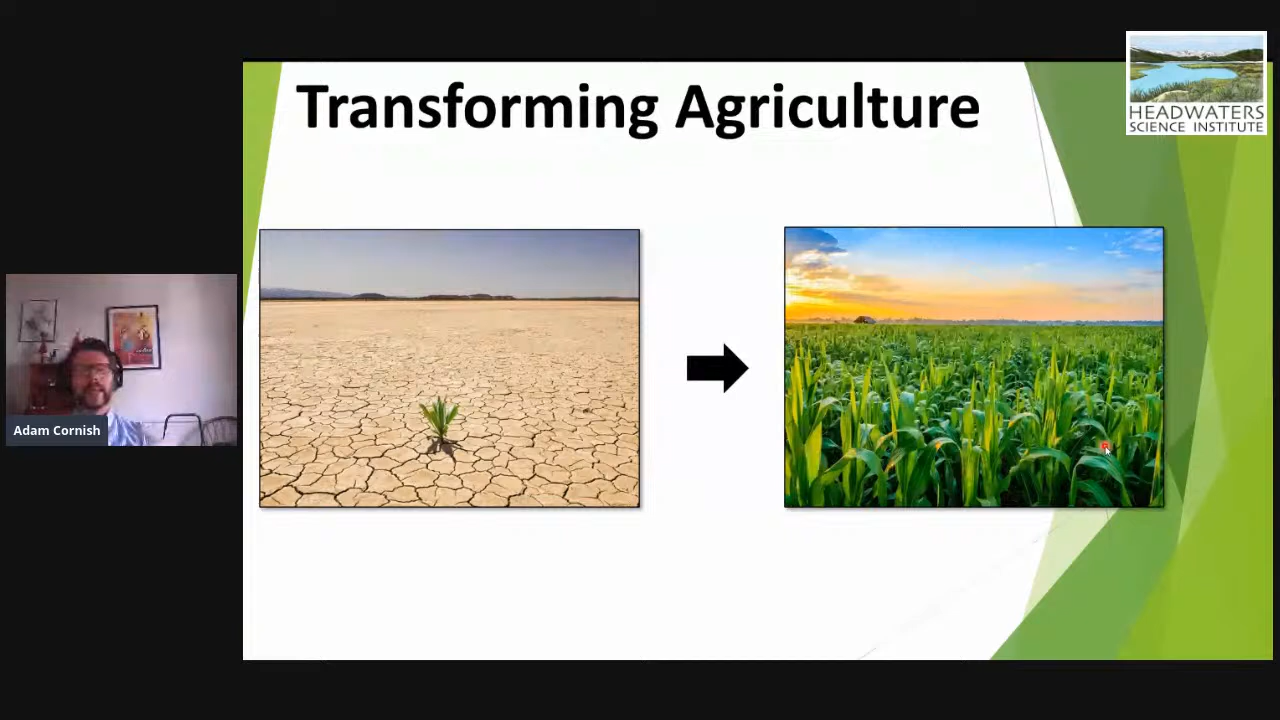 Transforming Agriculture
HEADWATERS
SCIENCE INSTITUTE
Adam Cornish